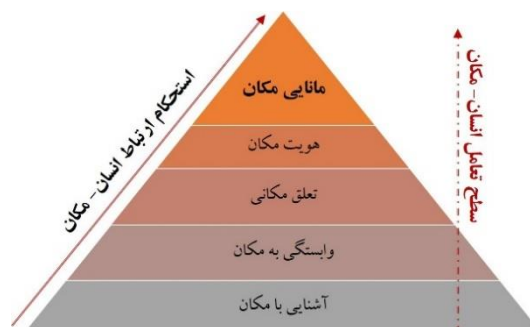 مانایی مکان
هویت مکان
تعلق مکانی
وابستگی به مکان
آشنایی با مکان
استحکام ارتباط انسان- مکان
سطح تعامل انسان- مکان